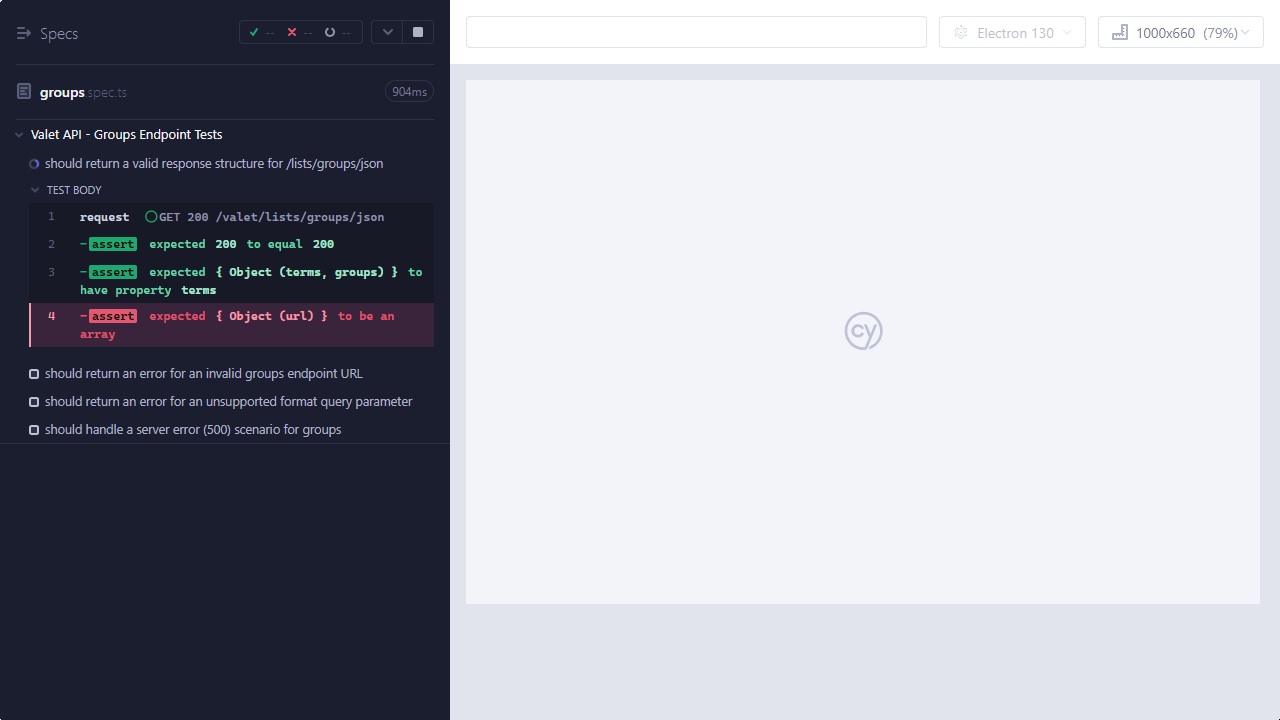 Specs
-- -- --
Electron 130
1000x660 (79%)
groups.spec.ts
904ms
Valet API - Groups Endpoint Tests
should return a valid response structure for /lists/groups/json
TEST BODY
1 request GET 200 /valet/lists/groups/json
2 -assert expected 200 to equal 200
3 -assert expected { Object (terms, groups) } to
have property terms
4 -assert expected { Object (url) } to be an
array
should return an error for an invalid groups endpoint URL
should return an error for an unsupported format query parameter
should handle a server error (500) scenario for groups
cy